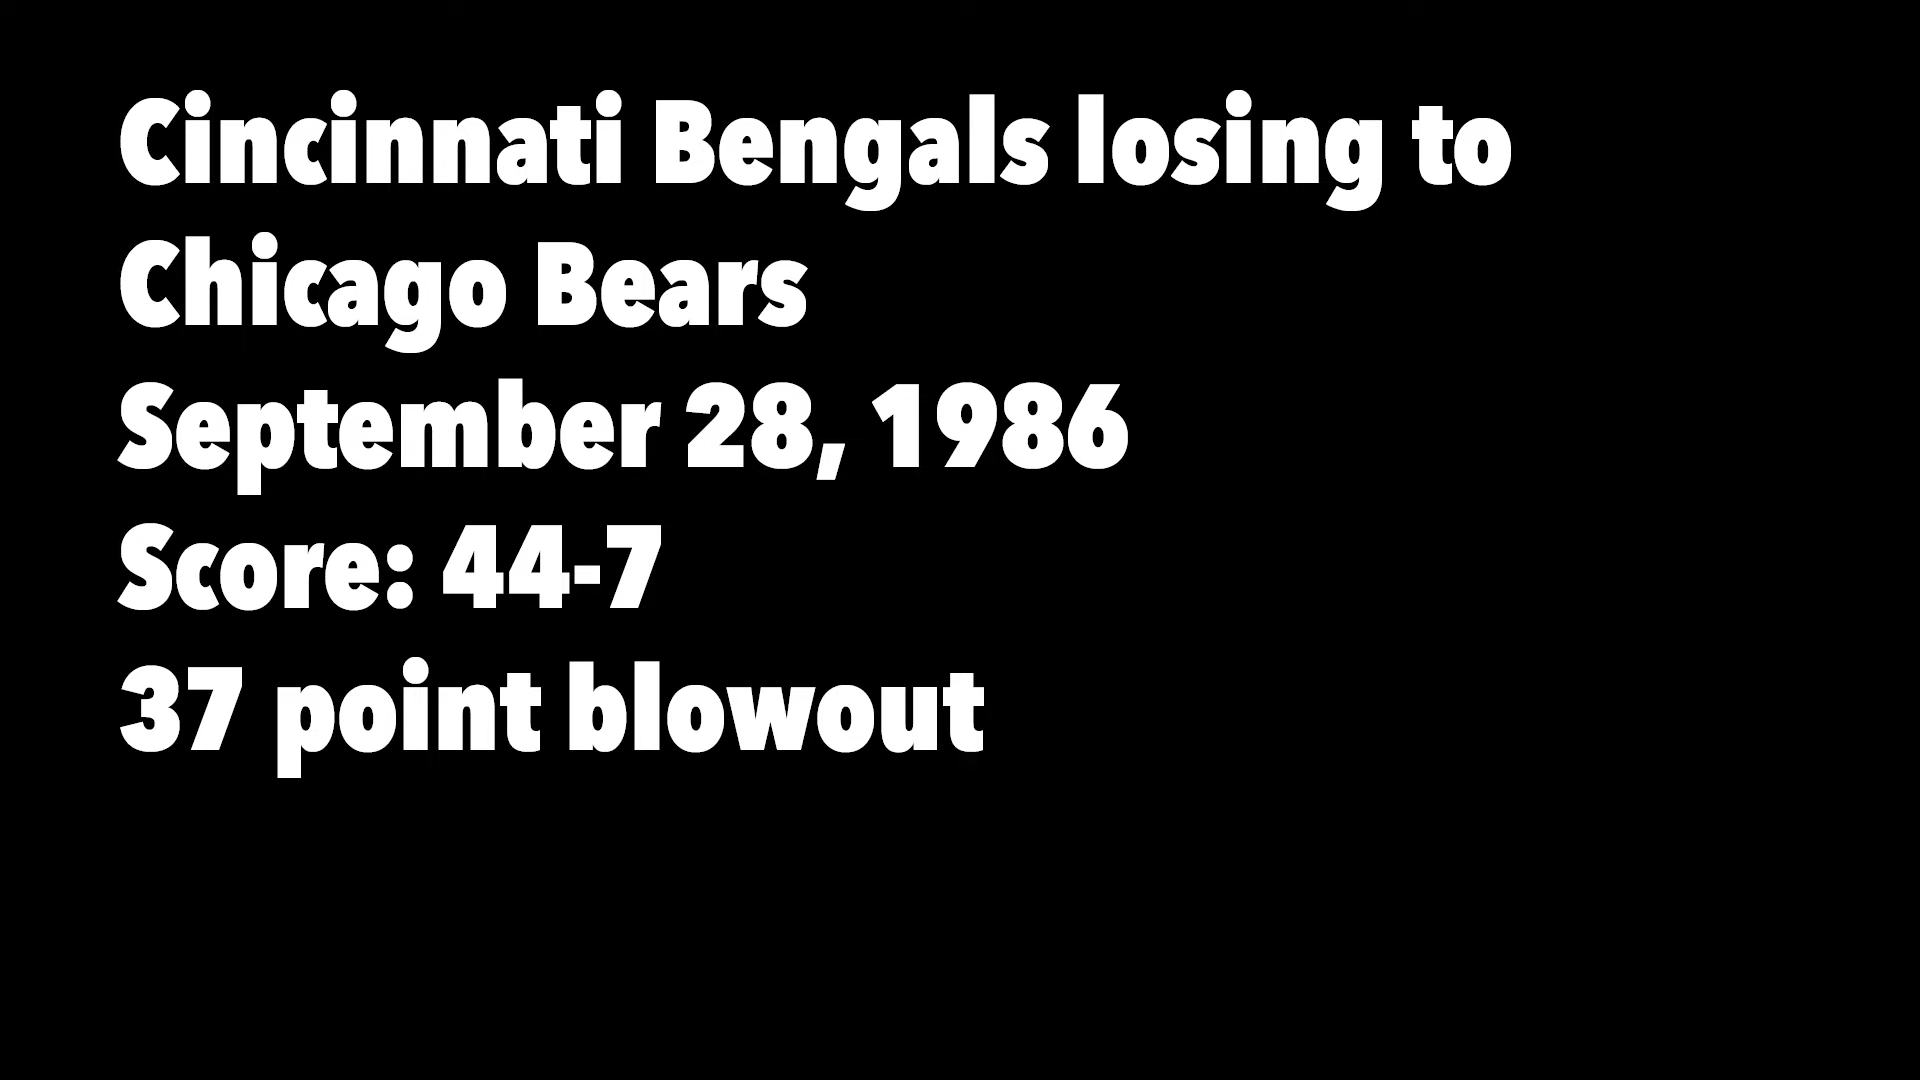 Cincinnati Bengals losing to
Chicago Bears
September 28, 1986
Score: 44-7
37 point blowout